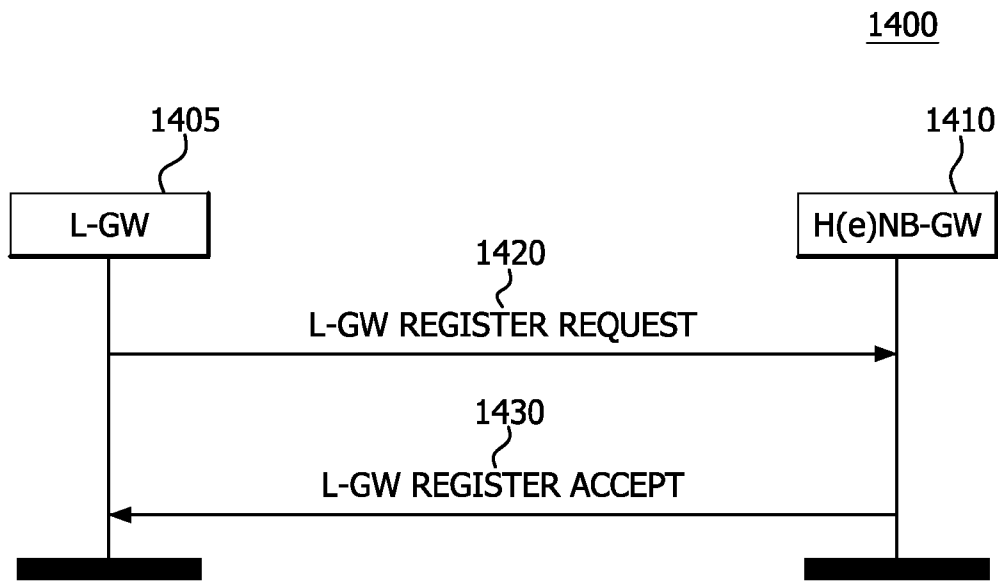 1400
1405
1410
L-GW
H(e)NB-GW
1420
L-GW REGISTER REQUEST
1430
L-GW REGISTER ACCEPT